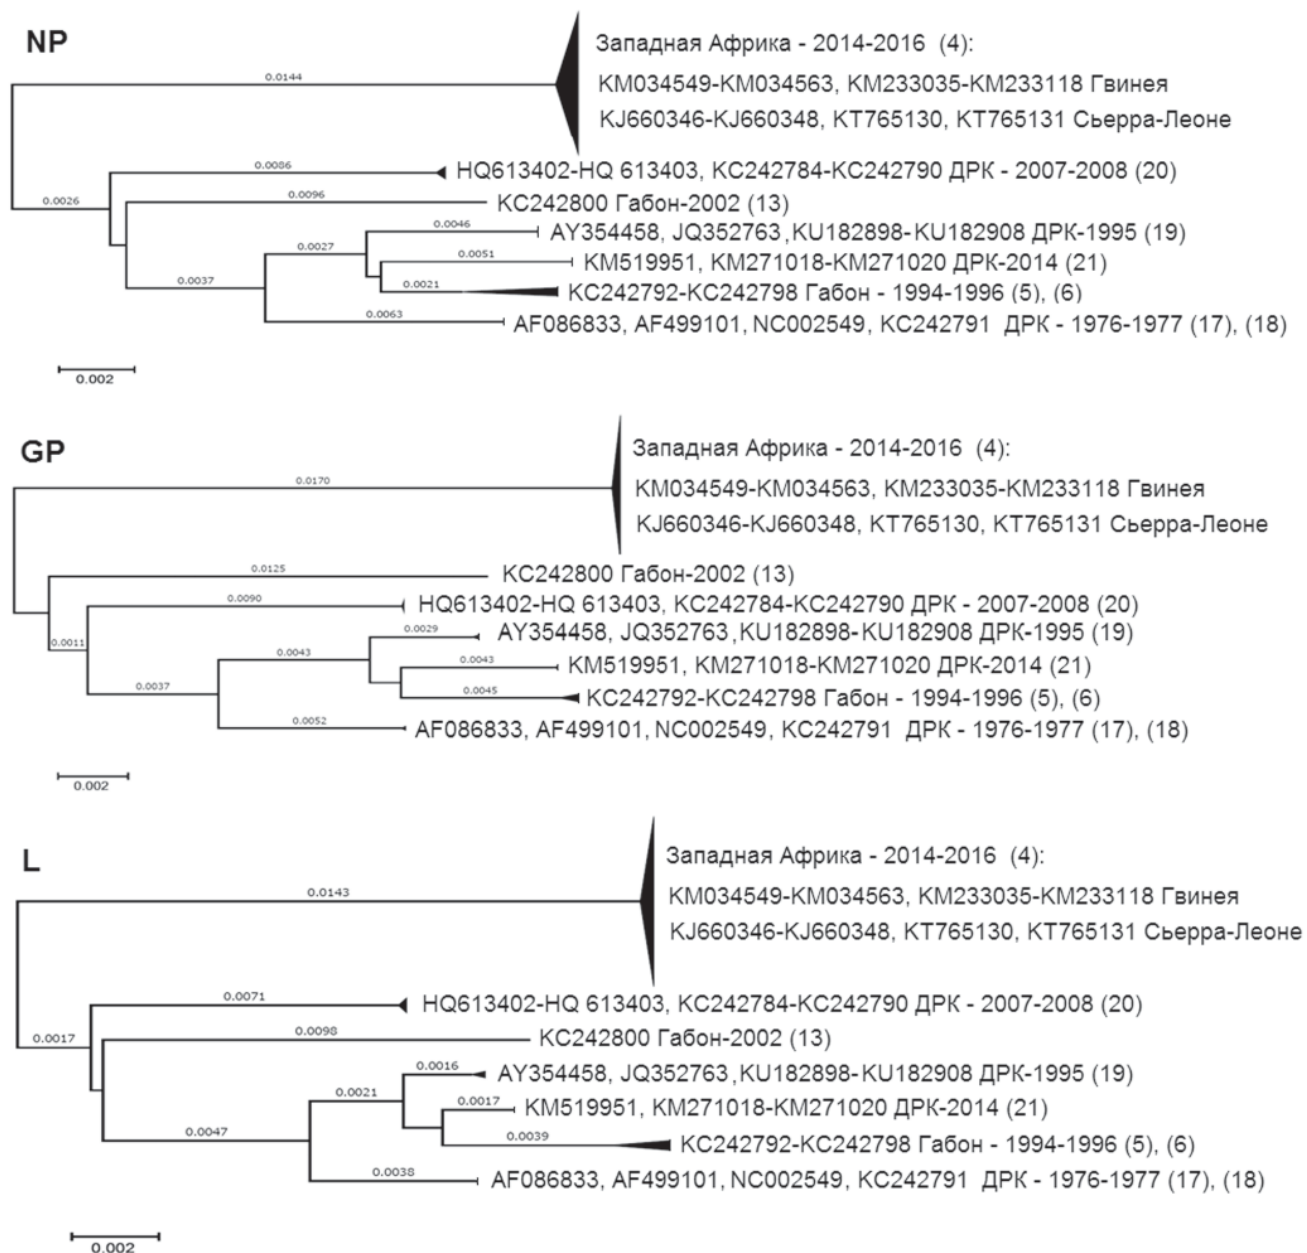 NP
Западная Африка - 2014-2016 (4):
0.0144
KM034549-KM034563, KM233035-KM233118 Гвинея
KJ660346-KJ660348, KT765130, KT765131 Сьерра-Леоне
0.0086
HQ613402-HQ 613403, KC242784-KC242790 ДРК - 2007-2008 (20)
0.0026
0.0096
KC242800 Габон-2002 (13)
0.0046
AY354458, JQ352763,KU182898-KU182908 ДРК-1995 (19)
0.0027
0.0051
KM519951, KM271018-KM271020 ДРК-2014 (21)
0.0037
0.0021
KC242792-KC242798 Габон - 1994-1996 (5), (6)
0.0063
AF086833, AF499101, NC002549, KC242791 ДРК - 1976-1977 (17), (18)
0.002
GP
Западная Африка - 2014-2016 (4):
0.0170
KM034549-KM034563, KM233035-KM233118 Гвинея
KJ660346-KJ660348, KT765130, KT765131 Сьерра-Леоне
0.0125
KC242800 Габон-2002 (13)
0.0090
HQ613402-HQ 613403, KC242784-KC242790 ДРК - 2007-2008 (20)
0.0011
0.0029
AY354458, JQ352763,KU182898-KU182908 ДРК-1995 (19)
0.0043
0.0043
KM519951, KM271018-KM271020 ДРК-2014 (21)
0.0037
0.0045
KC242792-KC242798 Габон - 1994-1996 (5), (6)
0.0052
AF086833, AF499101, NC002549, KC242791 ДРК - 1976-1977 (17), (18)
0.002
L
Западная Африка - 2014-2016 (4):
0.0143
KM034549-KM034563, KM233035-KM233118 Гвинея
KJ660346-KJ660348, KT765130, KT765131 Сьерра-Леоне
0.0071
HQ613402-HQ 613403, KC242784-KC242790 ДРК - 2007-2008 (20)
0.0017
0.0098
KC242800 Габон-2002 (13)
0.0016
AY354458, JQ352763,KU182898-KU182908 ДРК-1995 (19)
0.0021
0.0017
KM519951, KM271018-KM271020 ДРК-2014 (21)
0.0047
0.0039
KC242792-KC242798 Габон - 1994-1996 (5), (6)
0.0038
AF086833, AF499101, NC002549, KC242791 ДРК - 1976-1977 (17), (18)
0.002